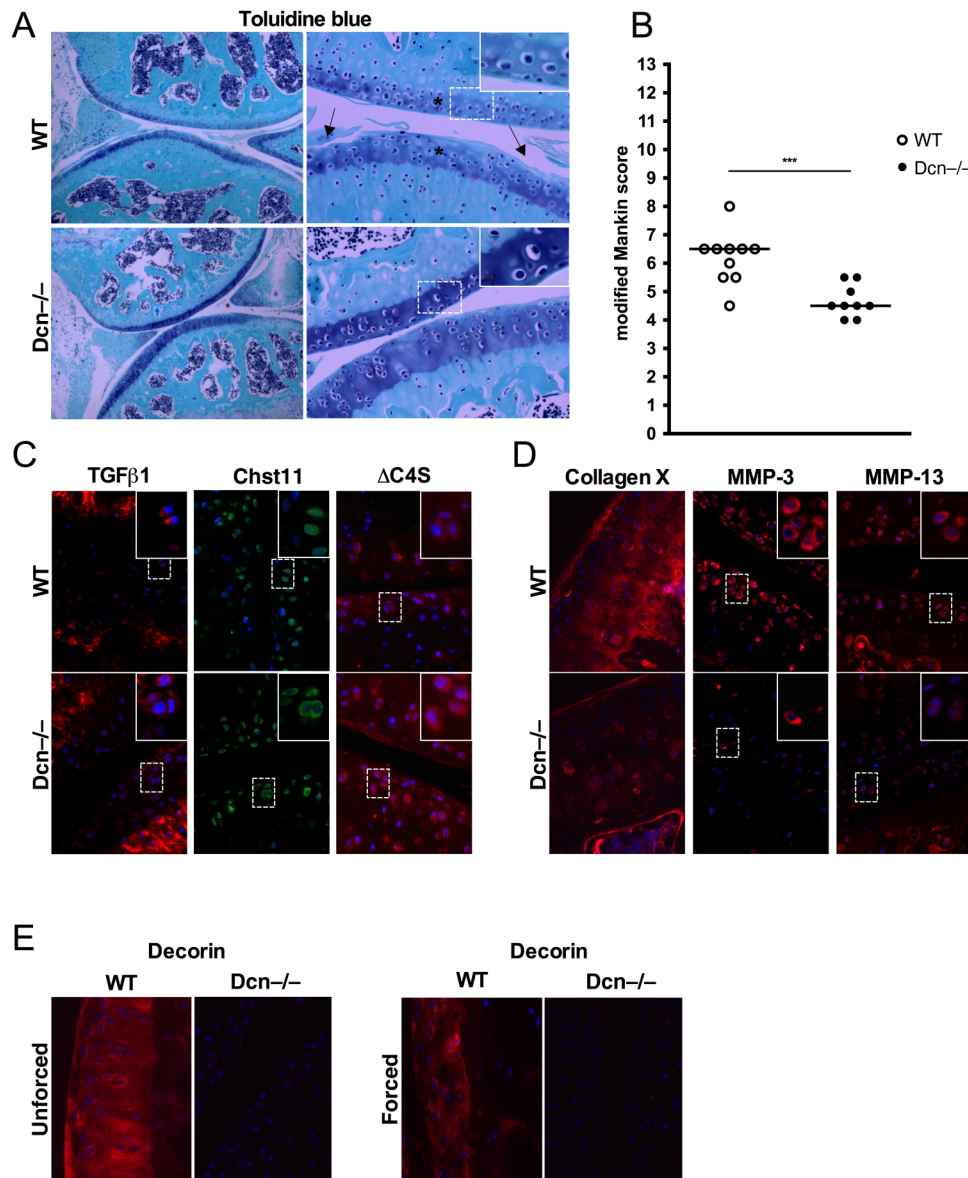 A
Toluidine blue
WT
*
*
Dcn–/–
B
modified Mankin score
13
12
11
10
9
8
7
6
5
4
3
2
1
0
***
WT
Dcn–/–
C
TGFβ1 Chst11 ΔC4S
WT
Dcn–/–
D
Collagen X MMP-3 MMP-13
WT
Dcn–/–
E
Decorin
WT Dcn–/–
Unforced
Decorin
WT Dcn–/–
Forced